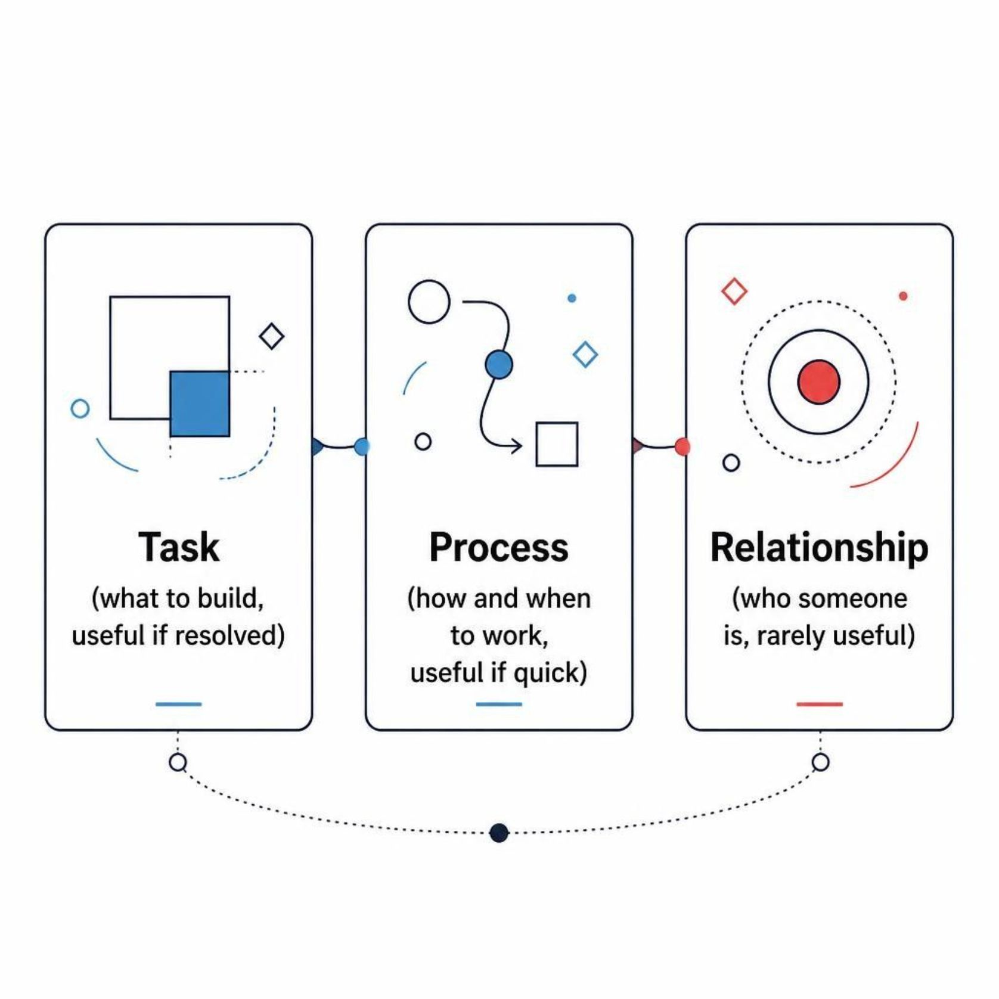 Task
(what to build,
useful if resolved)
Process
(how and when
to work,
useful if quick)
Relationship
(who someone
is, rarely useful)